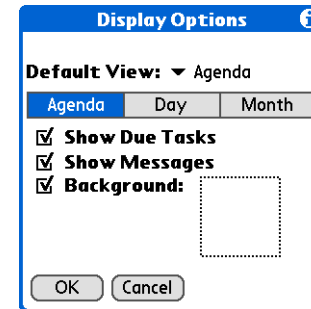 Display Options
Default View: Agenda
Agenda Day Month
Show Due Tasks
Show Messages
Background:
OK Cancel